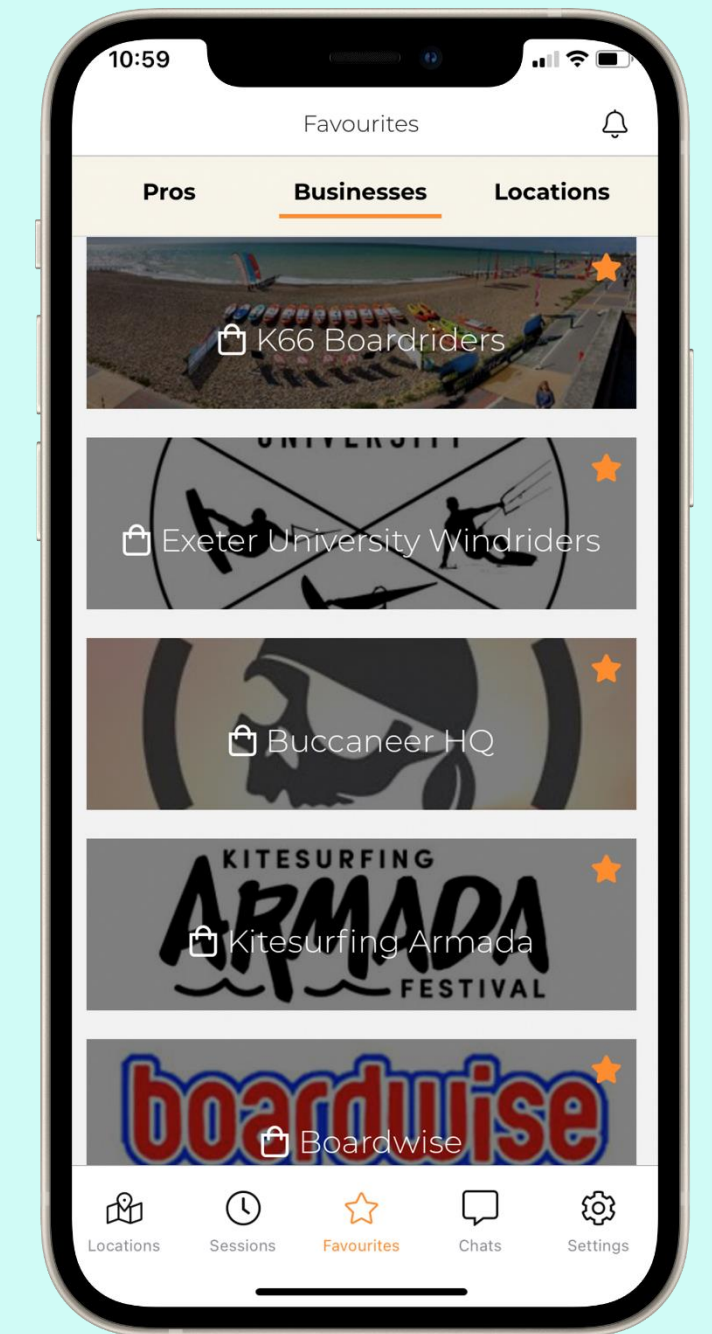 10:59
Favourites
Pros Businesses Locations
K66 Boardriders
UNIVERSITY
Exeter University Windriders
Buccaneer HQ
KITESURFING
ARMADA
Kitesurfing Armada
FESTIVAL
boardwise
Boardwise
Locations Sessions Favourites Chats Settings